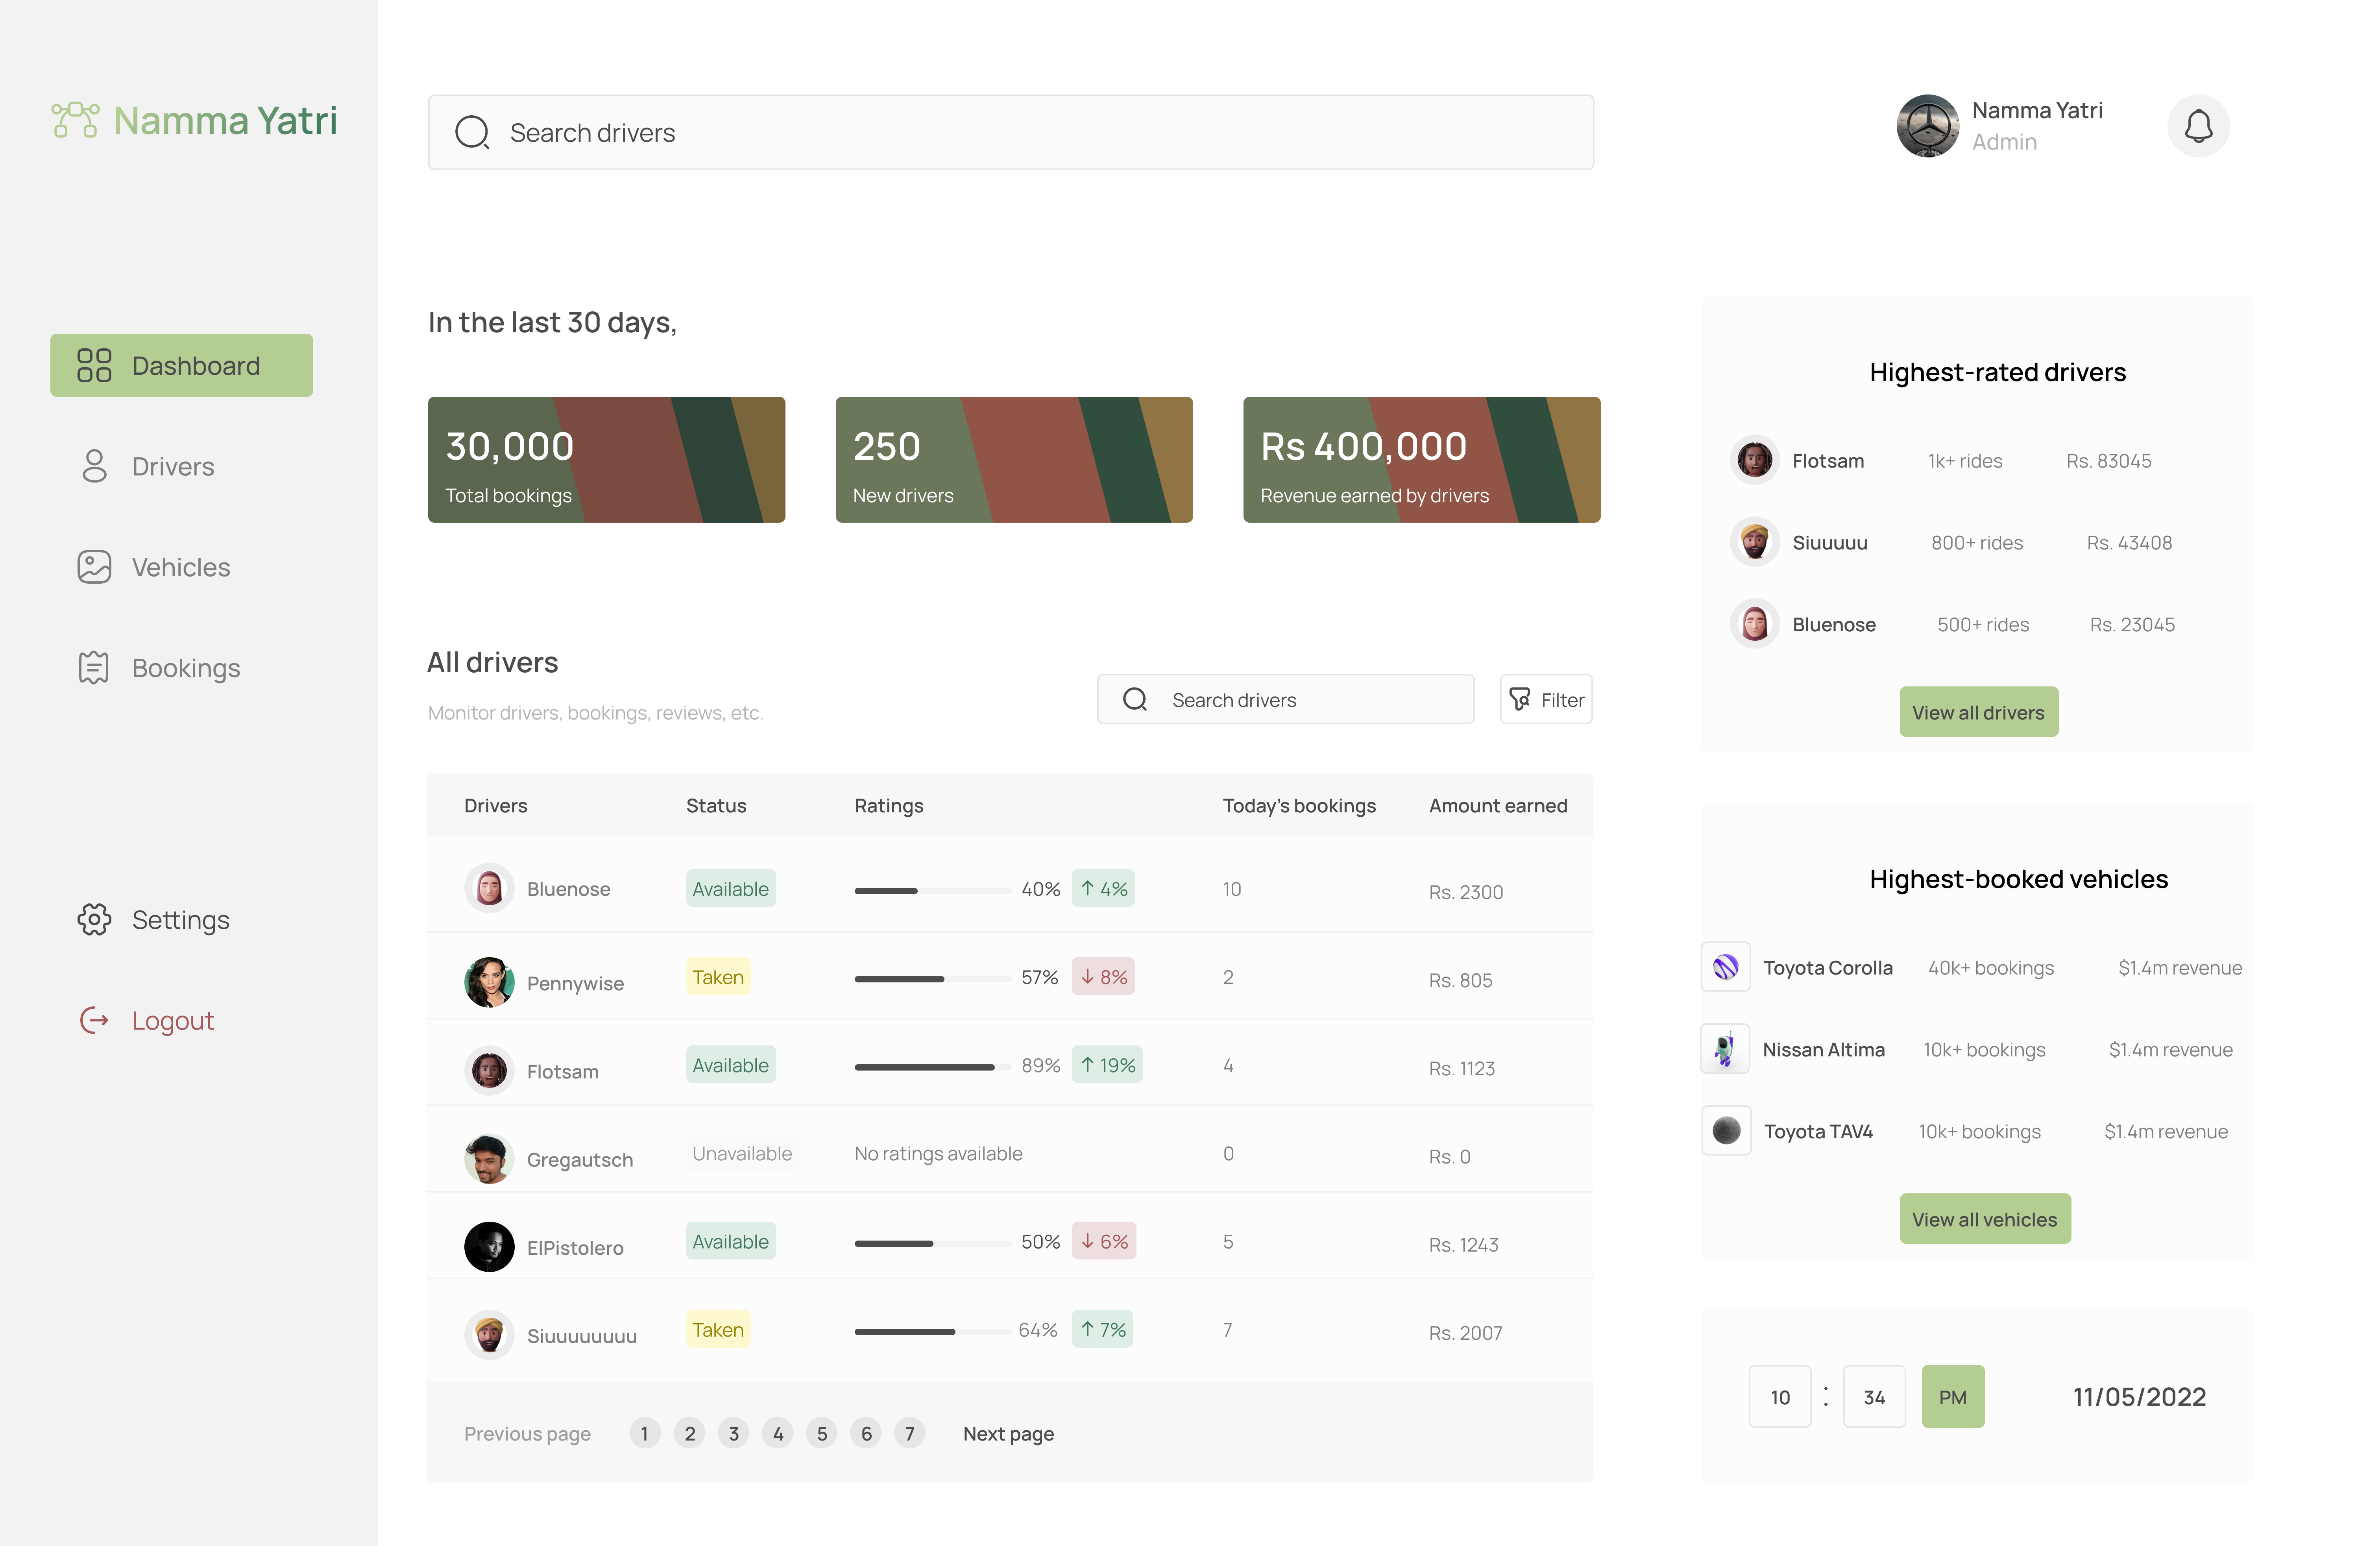 Namma Yatri
Dashboard
Drivers
Vehicles
Bookings
Settings
Logout
Search drivers
Namma Yatri
Admin
In the last 30 days,
30,000
Total bookings
250
New drivers
Rs 400,000
Revenue earned by drivers
All drivers
Monitor drivers, bookings, reviews, etc.
Search drivers
Filter
Drivers Status Ratings Today's bookings Amount earned
Bluenose Available 40% ↑ 4% 10 Rs. 2300
Pennywise Taken 57% ↓ 8% 2 Rs. 805
Flotsam Available 89% ↑ 19% 4 Rs. 1123
Gregautsch Unavailable No ratings available 0 Rs. 0
ElPistolero Available 50% ↓ 6% 5 Rs. 1243
Siuuuuuuuu Taken 64% ↑ 7% 7 Rs. 2007
Previous page 1 2 3 4 5 6 7 Next page
Highest-rated drivers
Flotsam 1k+ rides Rs. 83045
Siuuuuu 800+ rides Rs. 43408
Bluenose 500+ rides Rs. 23045
View all drivers
Highest-booked vehicles
Toyota Corolla 40k+ bookings $1.4m revenue
Nissan Altima 10k+ bookings $1.4m revenue
Toyota TAV4 10k+ bookings $1.4m revenue
View all vehicles
10 : 34 PM 11/05/2022